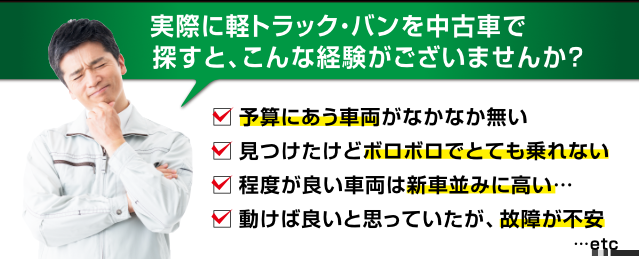 実際に軽トラック・バンを中古車で
探すと、こんな経験がございませんか?
予算にあう車両がなかなか無い
見つけたけどボロボロでとても乗れない
程度が良い車両は新車並みに高い…
動けば良いと思っていたが、故障が不安
…etc